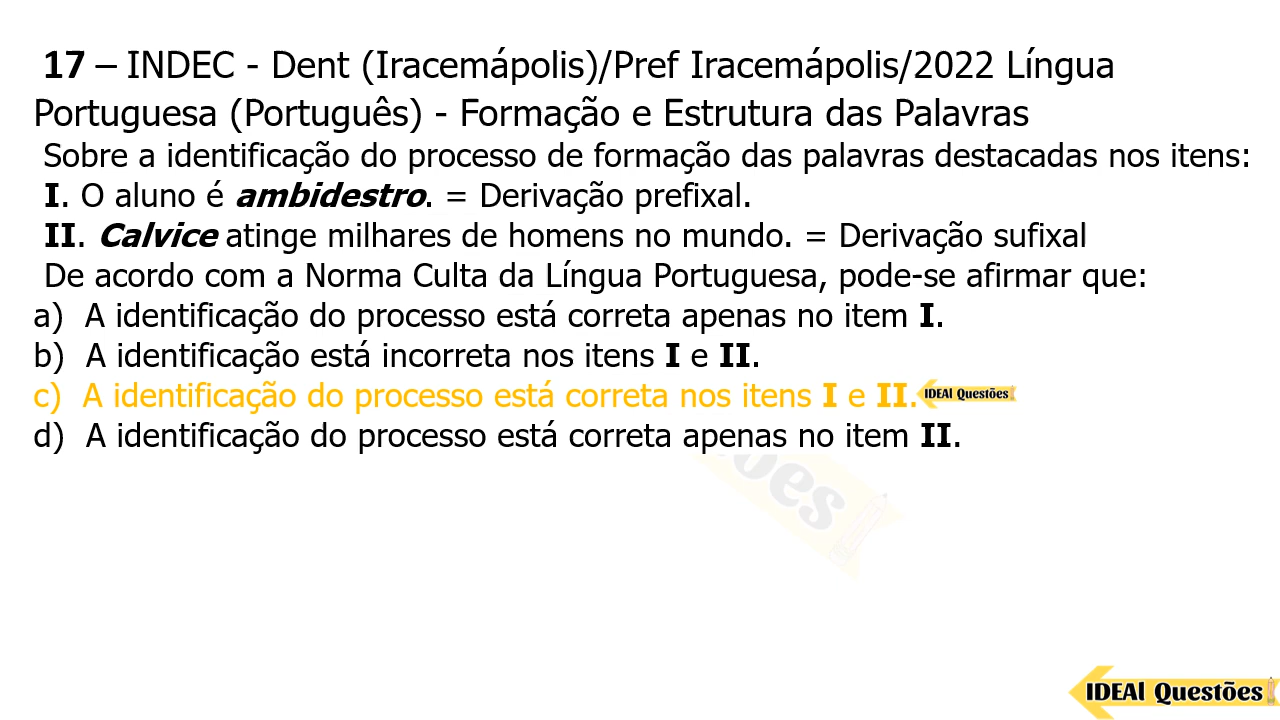 17 – INDEC - Dent (Iracemápolis)/Pref Iracemápolis/2022 Língua
Portuguesa (Português) - Formação e Estrutura das Palavras
Sobre a identificação do processo de formação das palavras destacadas nos itens:
I. O aluno é ambidestro. = Derivação prefixal.
II. Calvice atinge milhares de homens no mundo. = Derivação sufixal
De acordo com a Norma Culta da Língua Portuguesa, pode-se afirmar que:
a) A identificação do processo está correta apenas no item I.
b) A identificação está incorreta nos itens I e II.
c) A identificação do processo está correta nos itens I e II. IDEAl Questões
d) A identificação do processo está correta apenas no item II.
IDEAl Questões